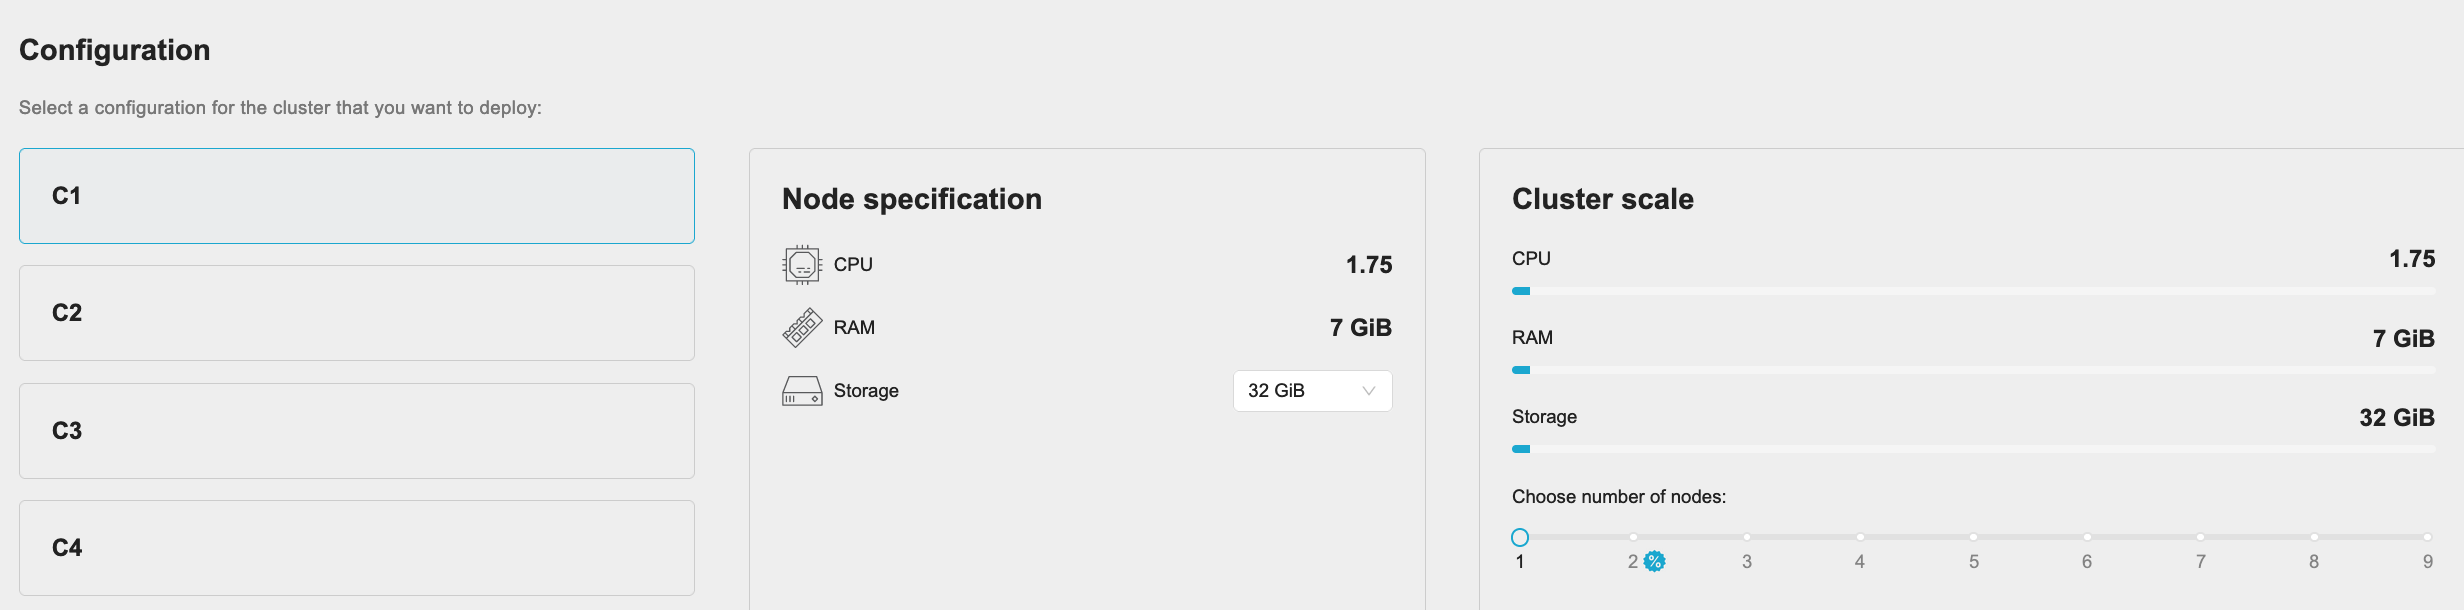 Configuration
Select a configuration for the cluster that you want to deploy:
C1
C2
C3
C4
Node specification
CPU 1.75
RAM 7 GiB
Storage 32 GiB
Cluster scale
CPU 1.75
RAM 7 GiB
Storage 32 GiB
Choose number of nodes:
1 2 % 3 4 5 6 7 8 9